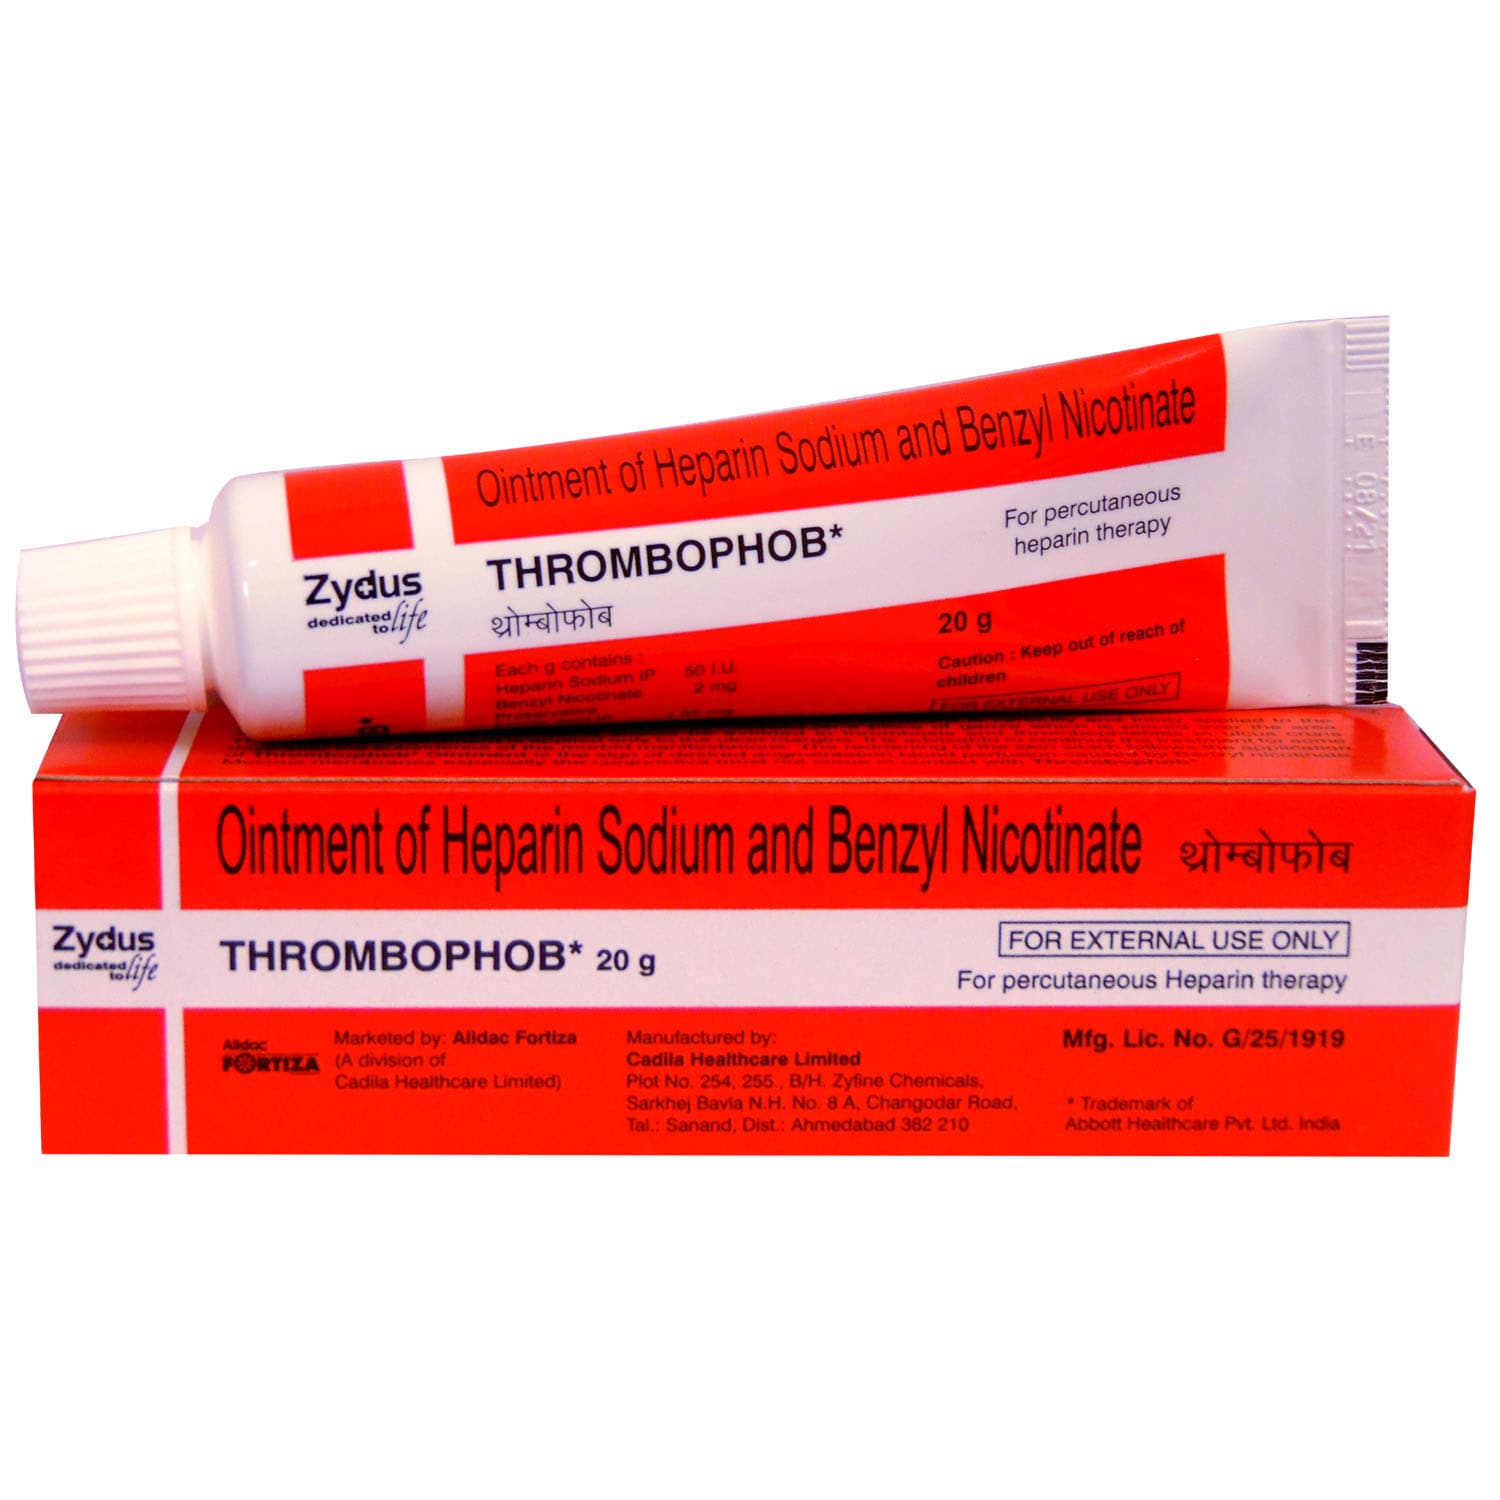 Ointment of Heparin Sodium and Benzyl Nicotinate
THROMBOPHOB*
थ्रोम्बोफोब
For percutaneous
heparin therapy
Zydus
dedicated
to life
Each g contains :
Heparin Sodium IP 50 I.U.
Benzyl Nicotinate 2 mg
Preservative
20 g
Caution : Keep out of reach of
children
FOR EXTERNAL USE ONLY
E 08/21
Ointment of Heparin Sodium and Benzyl Nicotinate थ्रोम्बोफोब
Zydus
dedicated
to life
THROMBOPHOB* 20 g
FOR EXTERNAL USE ONLY
For percutaneous Heparin therapy
Alidac
FORTIZA
Marketed by: Alidac Fortiza
(A division of
Cadila Healthcare Limited)
Manufactured by:
Cadila Healthcare Limited
Plot No. 254, 255., B/H. Zyfine Chemicals,
Sarkhej Bavla N.H. No. 8 A, Changodar Road,
Tal.: Sanand, Dist.: Ahmedabad 382 210
Mfg. Lic. No. G/25/1919
* Trademark of
Abbott Healthcare Pvt. Ltd. India